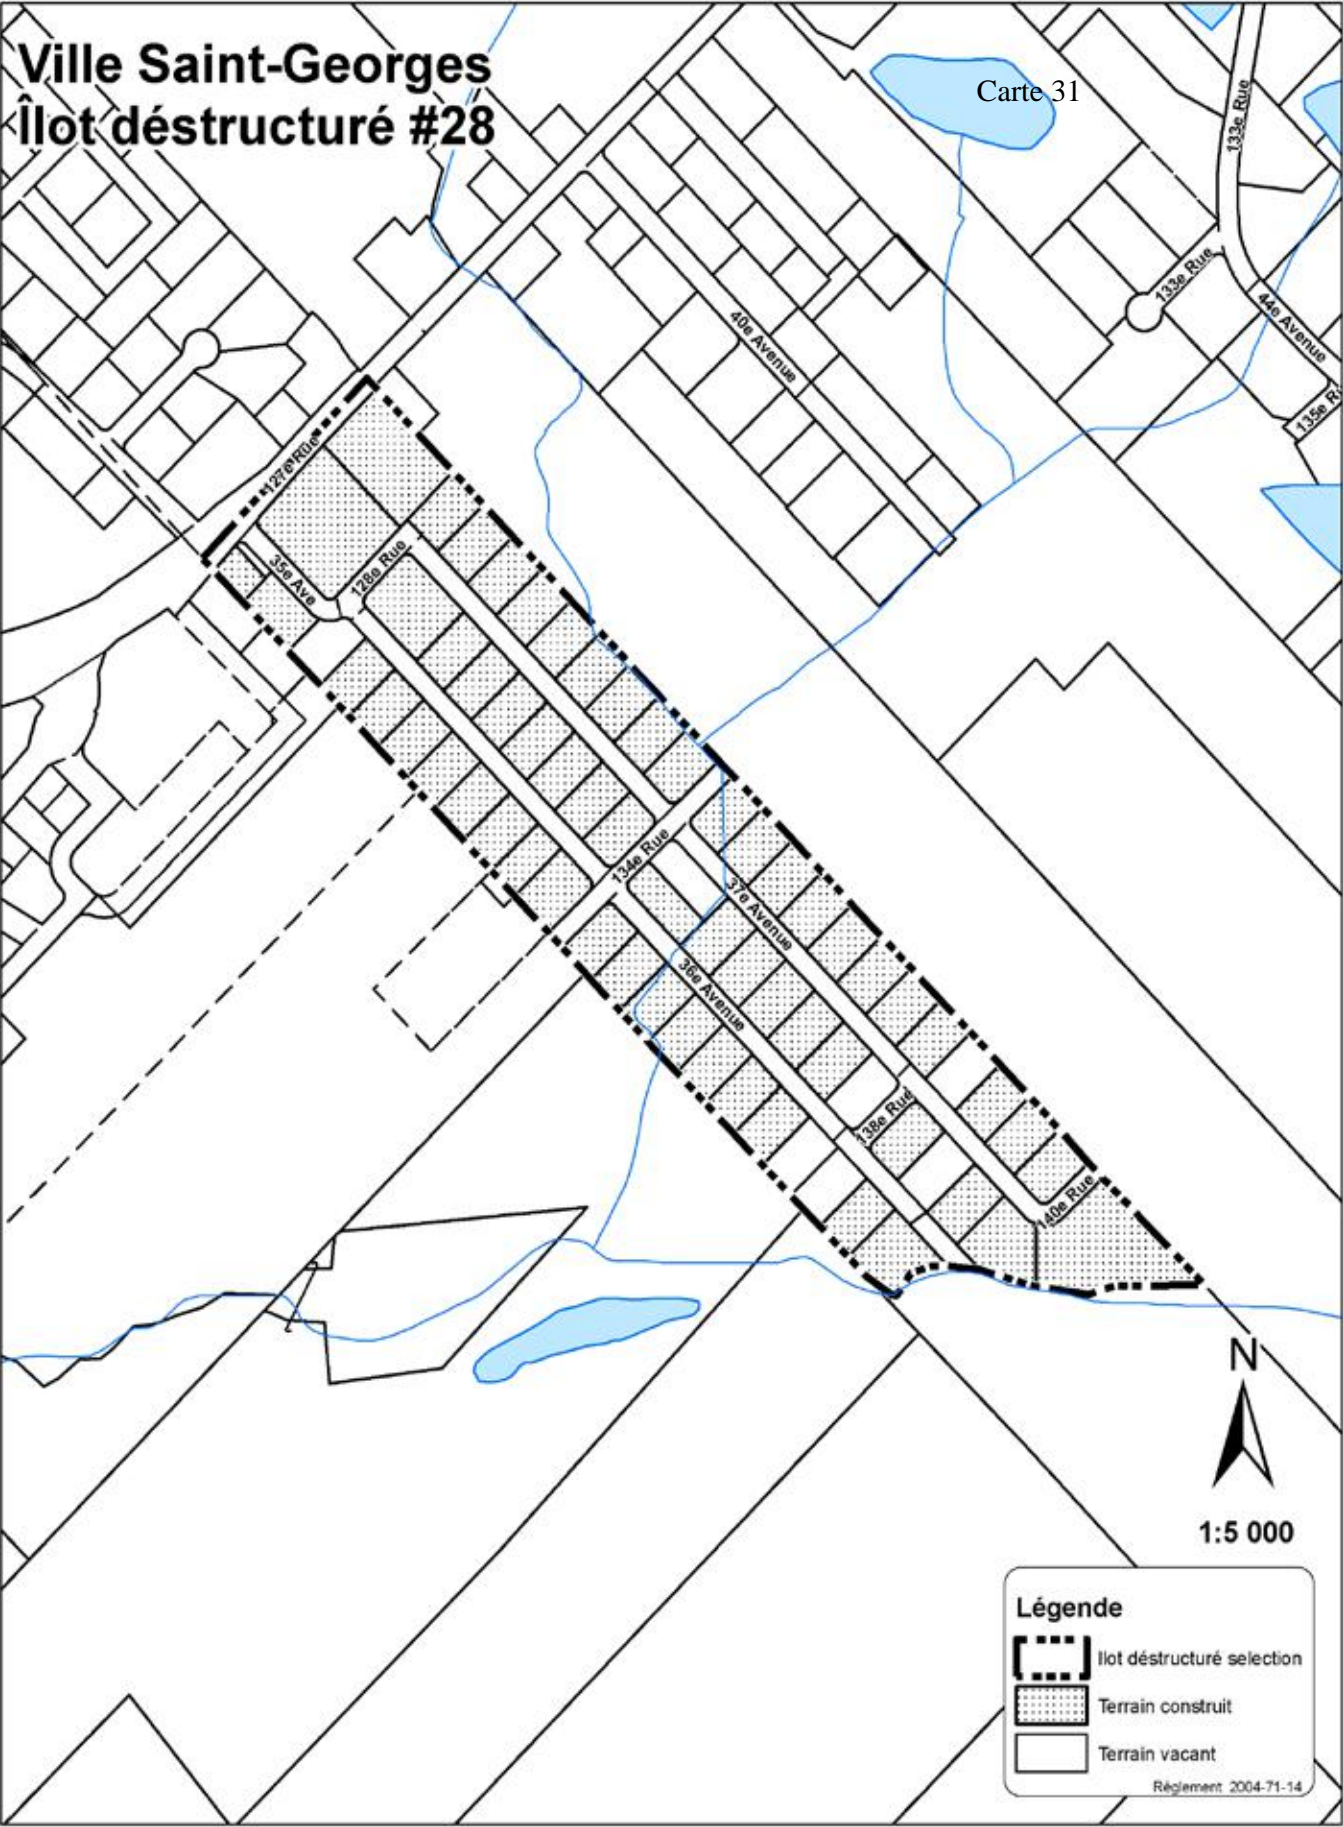 Ville Saint-Georges
Îlot déstructuré #28
Carte 31
133e Rue
133e Rue
44e Avenue
40e Avenue
127e Rue
35e Ave
128e Rue
134e Rue
37e Avenue
36e Avenue
138e Rue
140e Rue
N
1:5 000
Légende
Ilot déstructuré selection
Terrain construit
Terrain vacant
Règlement 2004-71-14